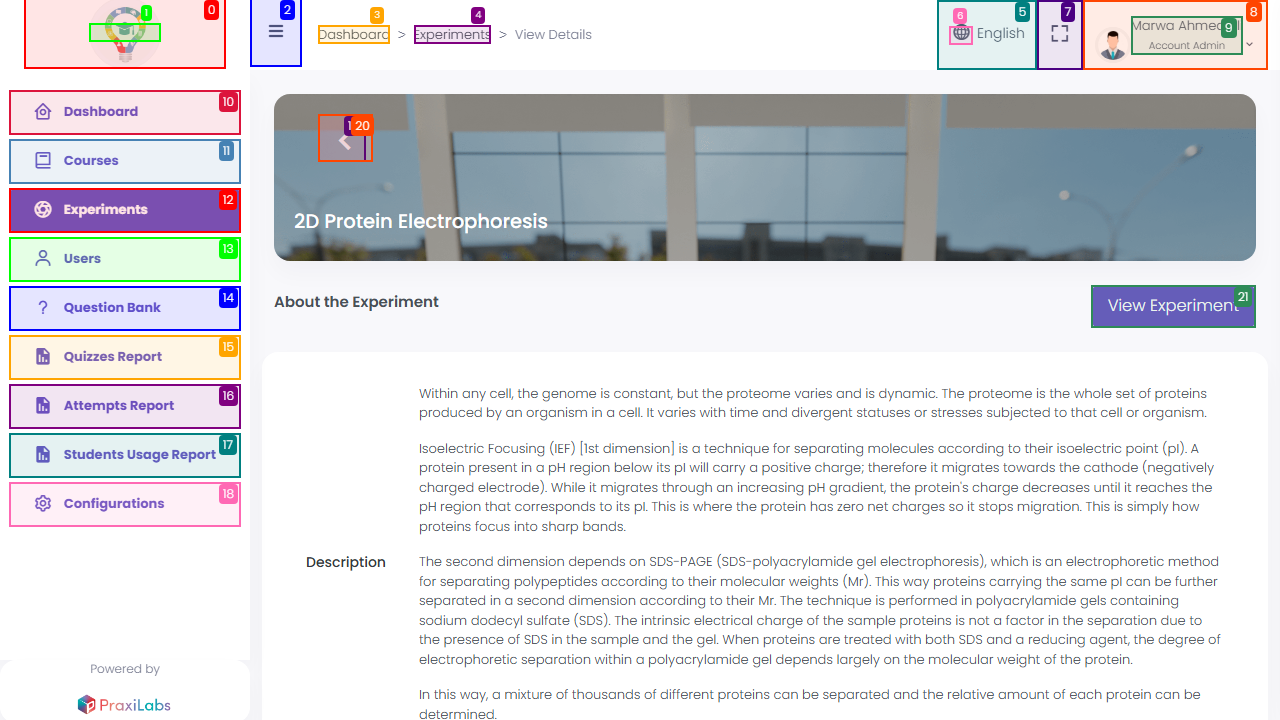 0
1
2
3
4
5
6
7
8
9
Dashboard > Experiments > View Details
English
Marwa Ahmed
Account Admin
Dashboard 10
Courses 11
Experiments 12
Users 13
Question Bank 14
Quizzes Report 15
Attempts Report 16
Students Usage Report 17
Configurations 18
Powered by
PraxiLabs
20
2D Protein Electrophoresis
About the Experiment
View Experiment 21
Description
Within any cell, the genome is constant, but the proteome varies and is dynamic. The proteome is the whole set of proteins
produced by an organism in a cell. It varies with time and divergent statuses or stresses subjected to that cell or organism.
Isoelectric Focusing (IEF) [1st dimension] is a technique for separating molecules according to their isoelectric point (pI). A
protein present in a pH region below its pI will carry a positive charge; therefore it migrates towards the cathode (negatively
charged electrode). While it migrates through an increasing pH gradient, the protein's charge decreases until it reaches the
pH region that corresponds to its pI. This is where the protein has zero net charges so it stops migration. This is simply how
proteins focus into sharp bands.
The second dimension depends on SDS-PAGE (SDS-polyacrylamide gel electrophoresis), which is an electrophoretic method
for separating polypeptides according to their molecular weights (Mr). This way proteins carrying the same pI can be further
separated in a second dimension according to their Mr. The technique is performed in polyacrylamide gels containing
sodium dodecyl sulfate (SDS). The intrinsic electrical charge of the sample proteins is not a factor in the separation due to
the presence of SDS in the sample and the gel. When proteins are treated with both SDS and a reducing agent, the degree of
electrophoretic separation within a polyacrylamide gel depends largely on the molecular weight of the protein.
In this way, a mixture of thousands of different proteins can be separated and the relative amount of each protein can be
determined.